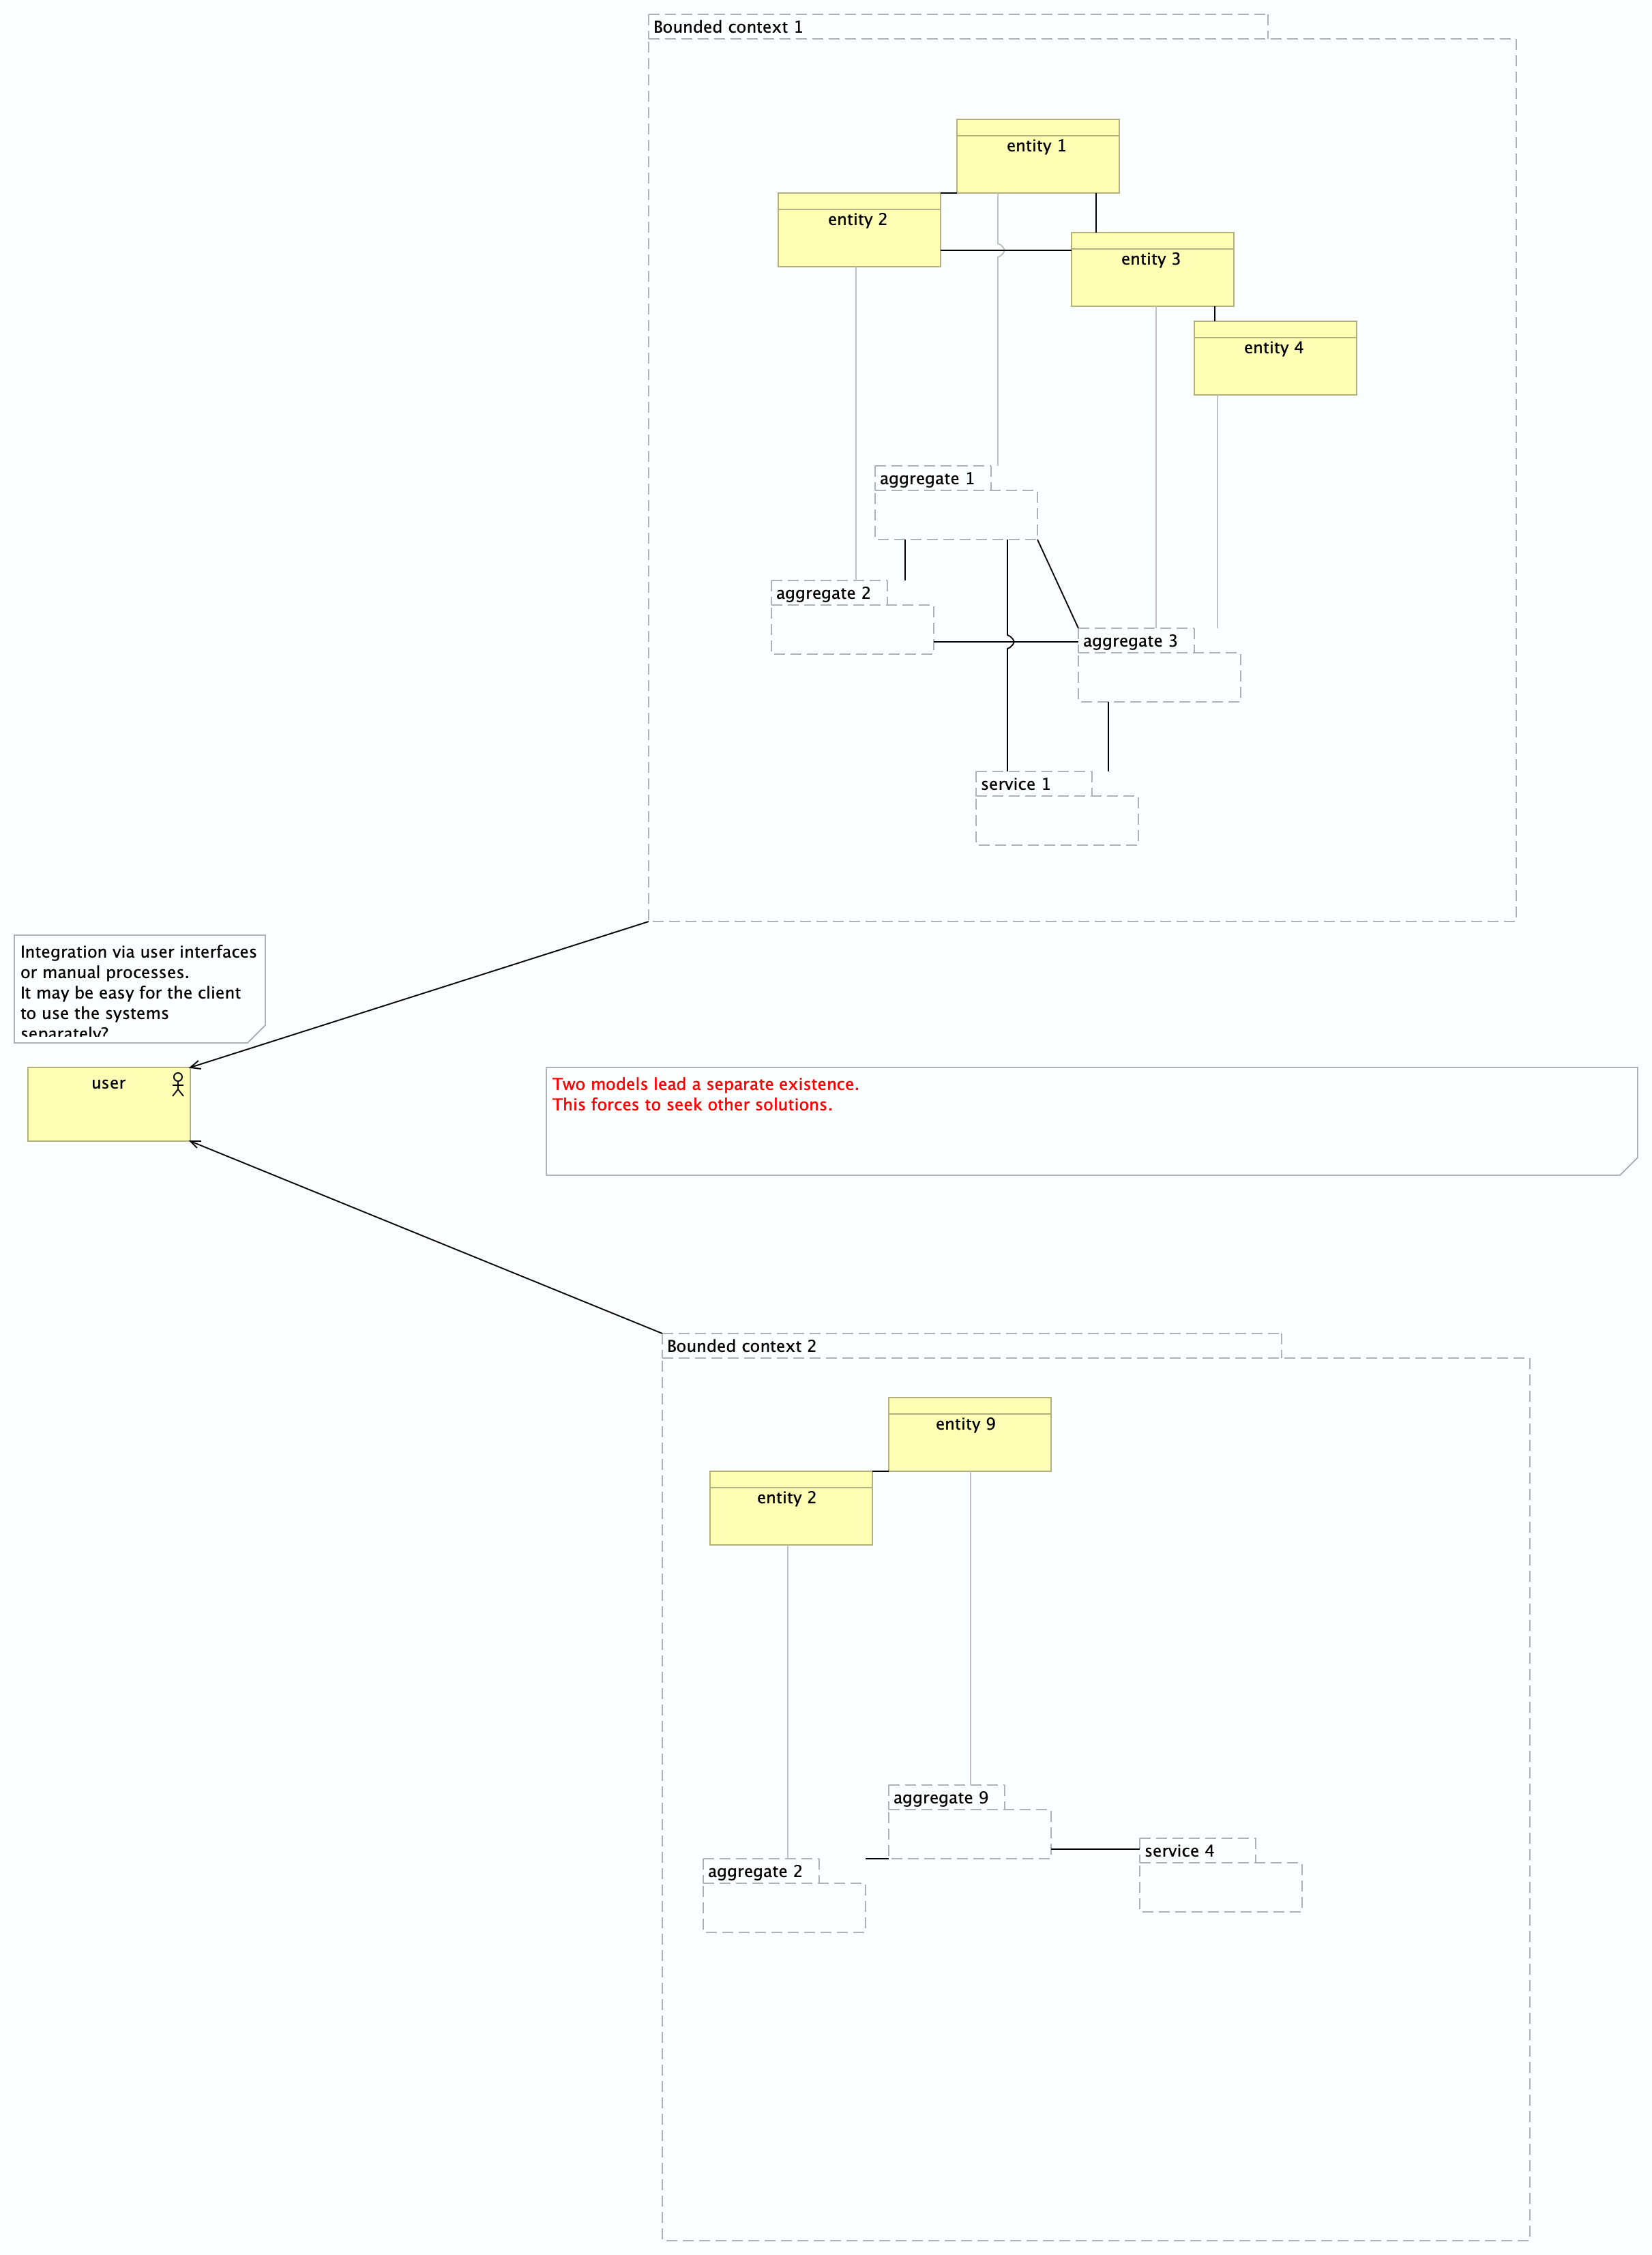 Bounded context 1
entity 1
entity 2
entity 3
entity 4
aggregate 1
aggregate 2
aggregate 3
service 1
Integration via user interfaces
or manual processes.
It may be easy for the client
to use the systems
separately?
user
Two models lead a separate existence.
This forces to seek other solutions.
Bounded context 2
entity 9
entity 2
aggregate 9
service 4
aggregate 2